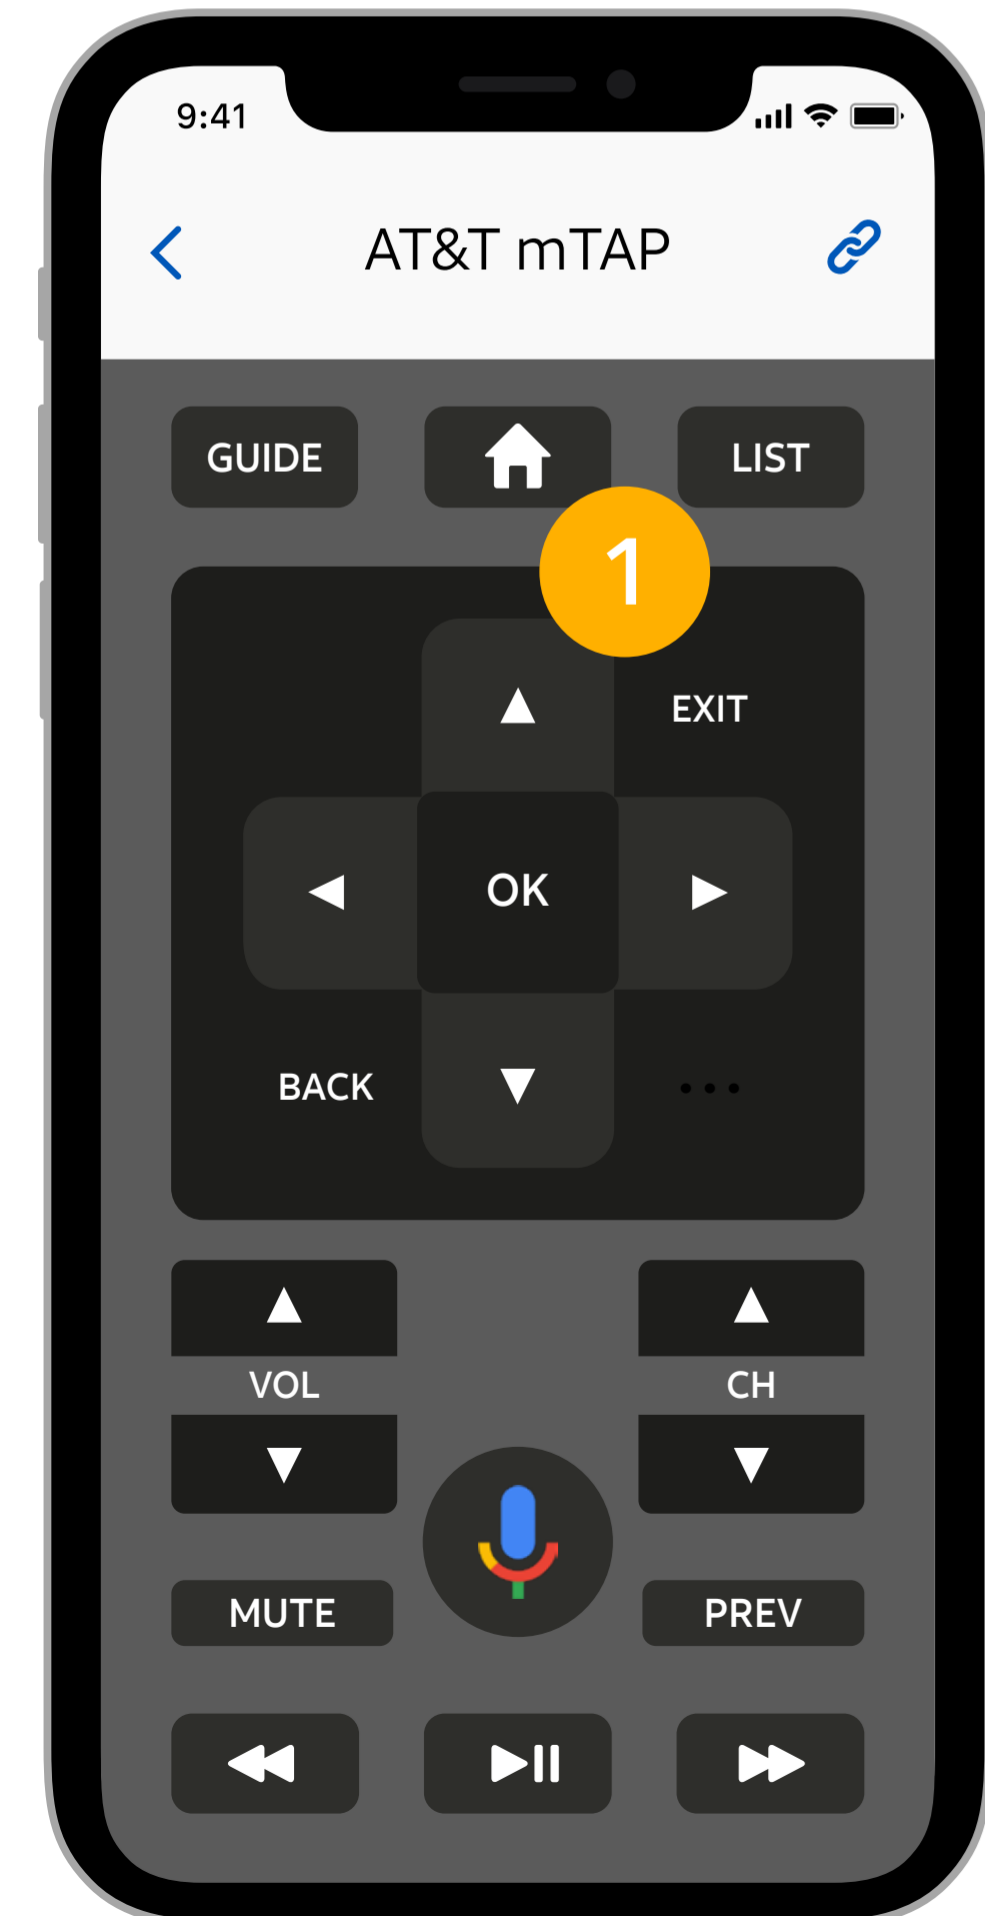 9:41
AT&T mTAP
GUIDE
LIST
1
EXIT
OK
BACK
VOL
CH
MUTE
PREV